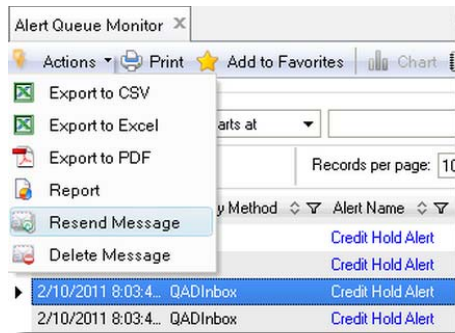 Alert Queue Monitor
Actions Print Add to Favorites Chart
Export to CSV
Export to Excel arts at
Export to PDF Records per page: 10
Report
y Method Alert Name
Resend Message
Credit Hold Alert
Delete Message Credit Hold Alert
2/10/2011 8:03:4... QADInbox Credit Hold Alert
2/10/2011 8:03:4... QADInbox Credit Hold Alert